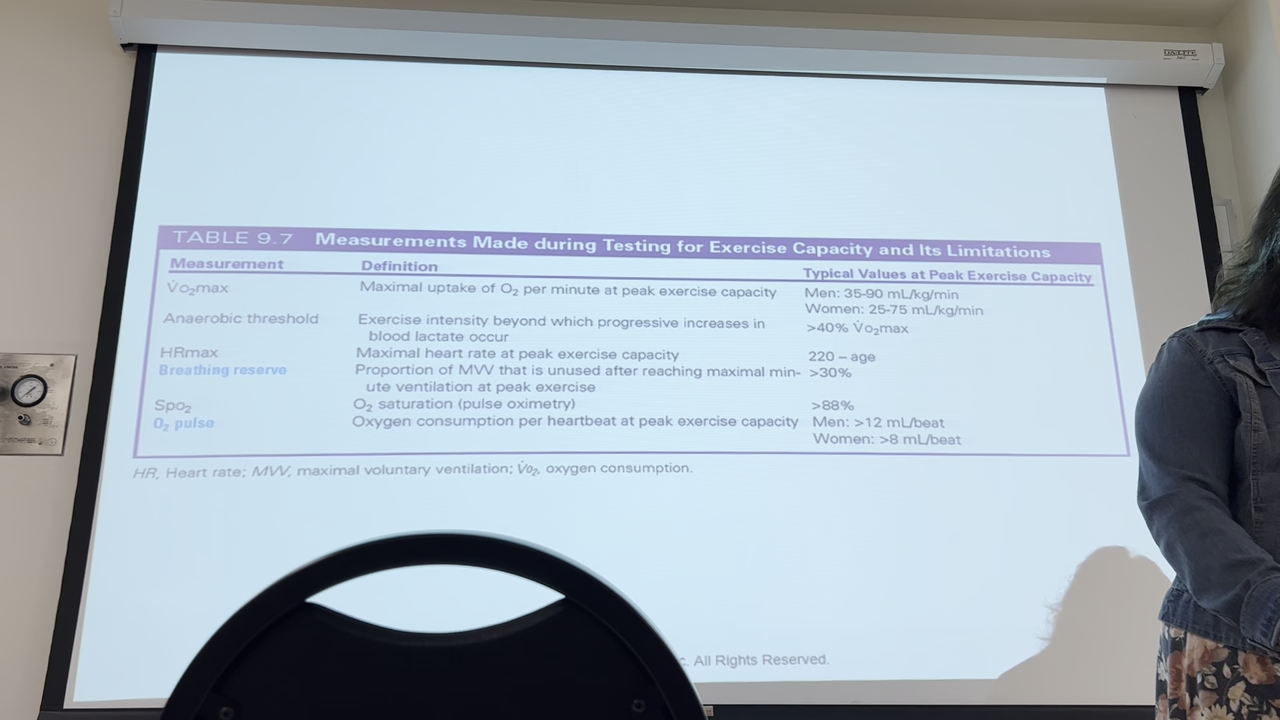 DA-LITE
TABLE 9.7 Measurements Made during Testing for Exercise Capacity and Its Limitations
Measurement Definition Typical Values at Peak Exercise Capacity
V̇o₂max Maximal uptake of O₂ per minute at peak exercise capacity Men: 35-90 mL/kg/min
Women: 25-75 mL/kg/min
Anaerobic threshold Exercise intensity beyond which progressive increases in >40% V̇o₂max
blood lactate occur
HRmax Maximal heart rate at peak exercise capacity 220 – age
Breathing reserve Proportion of MVV that is unused after reaching maximal min- >30%
ute ventilation at peak exercise
Spo₂ O₂ saturation (pulse oximetry) >88%
O₂ pulse Oxygen consumption per heartbeat at peak exercise capacity Men: >12 mL/beat
Women: >8 mL/beat
HR, Heart rate; MVV, maximal voluntary ventilation; V̇o₂, oxygen consumption.
c. All Rights Reserved.